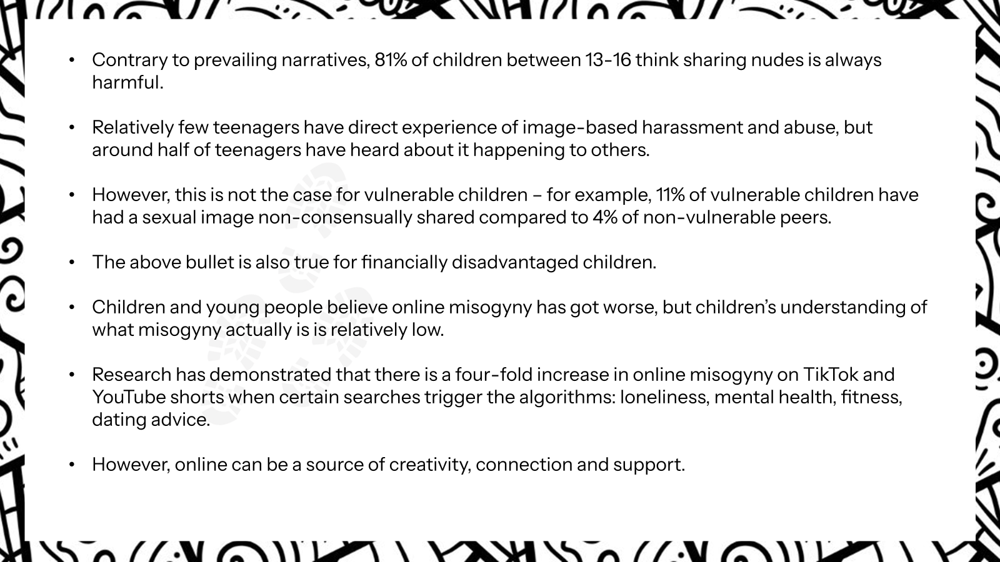 • Contrary to prevailing narratives, 81% of children between 13-16 think sharing nudes is always
harmful.
• Relatively few teenagers have direct experience of image-based harassment and abuse, but
around half of teenagers have heard about it happening to others.
• However, this is not the case for vulnerable children – for example, 11% of vulnerable children have
had a sexual image non-consensually shared compared to 4% of non-vulnerable peers.
• The above bullet is also true for financially disadvantaged children.
• Children and young people believe online misogyny has got worse, but children’s understanding of
what misogyny actually is is relatively low.
• Research has demonstrated that there is a four-fold increase in online misogyny on TikTok and
YouTube shorts when certain searches trigger the algorithms: loneliness, mental health, fitness,
dating advice.
• However, online can be a source of creativity, connection and support.